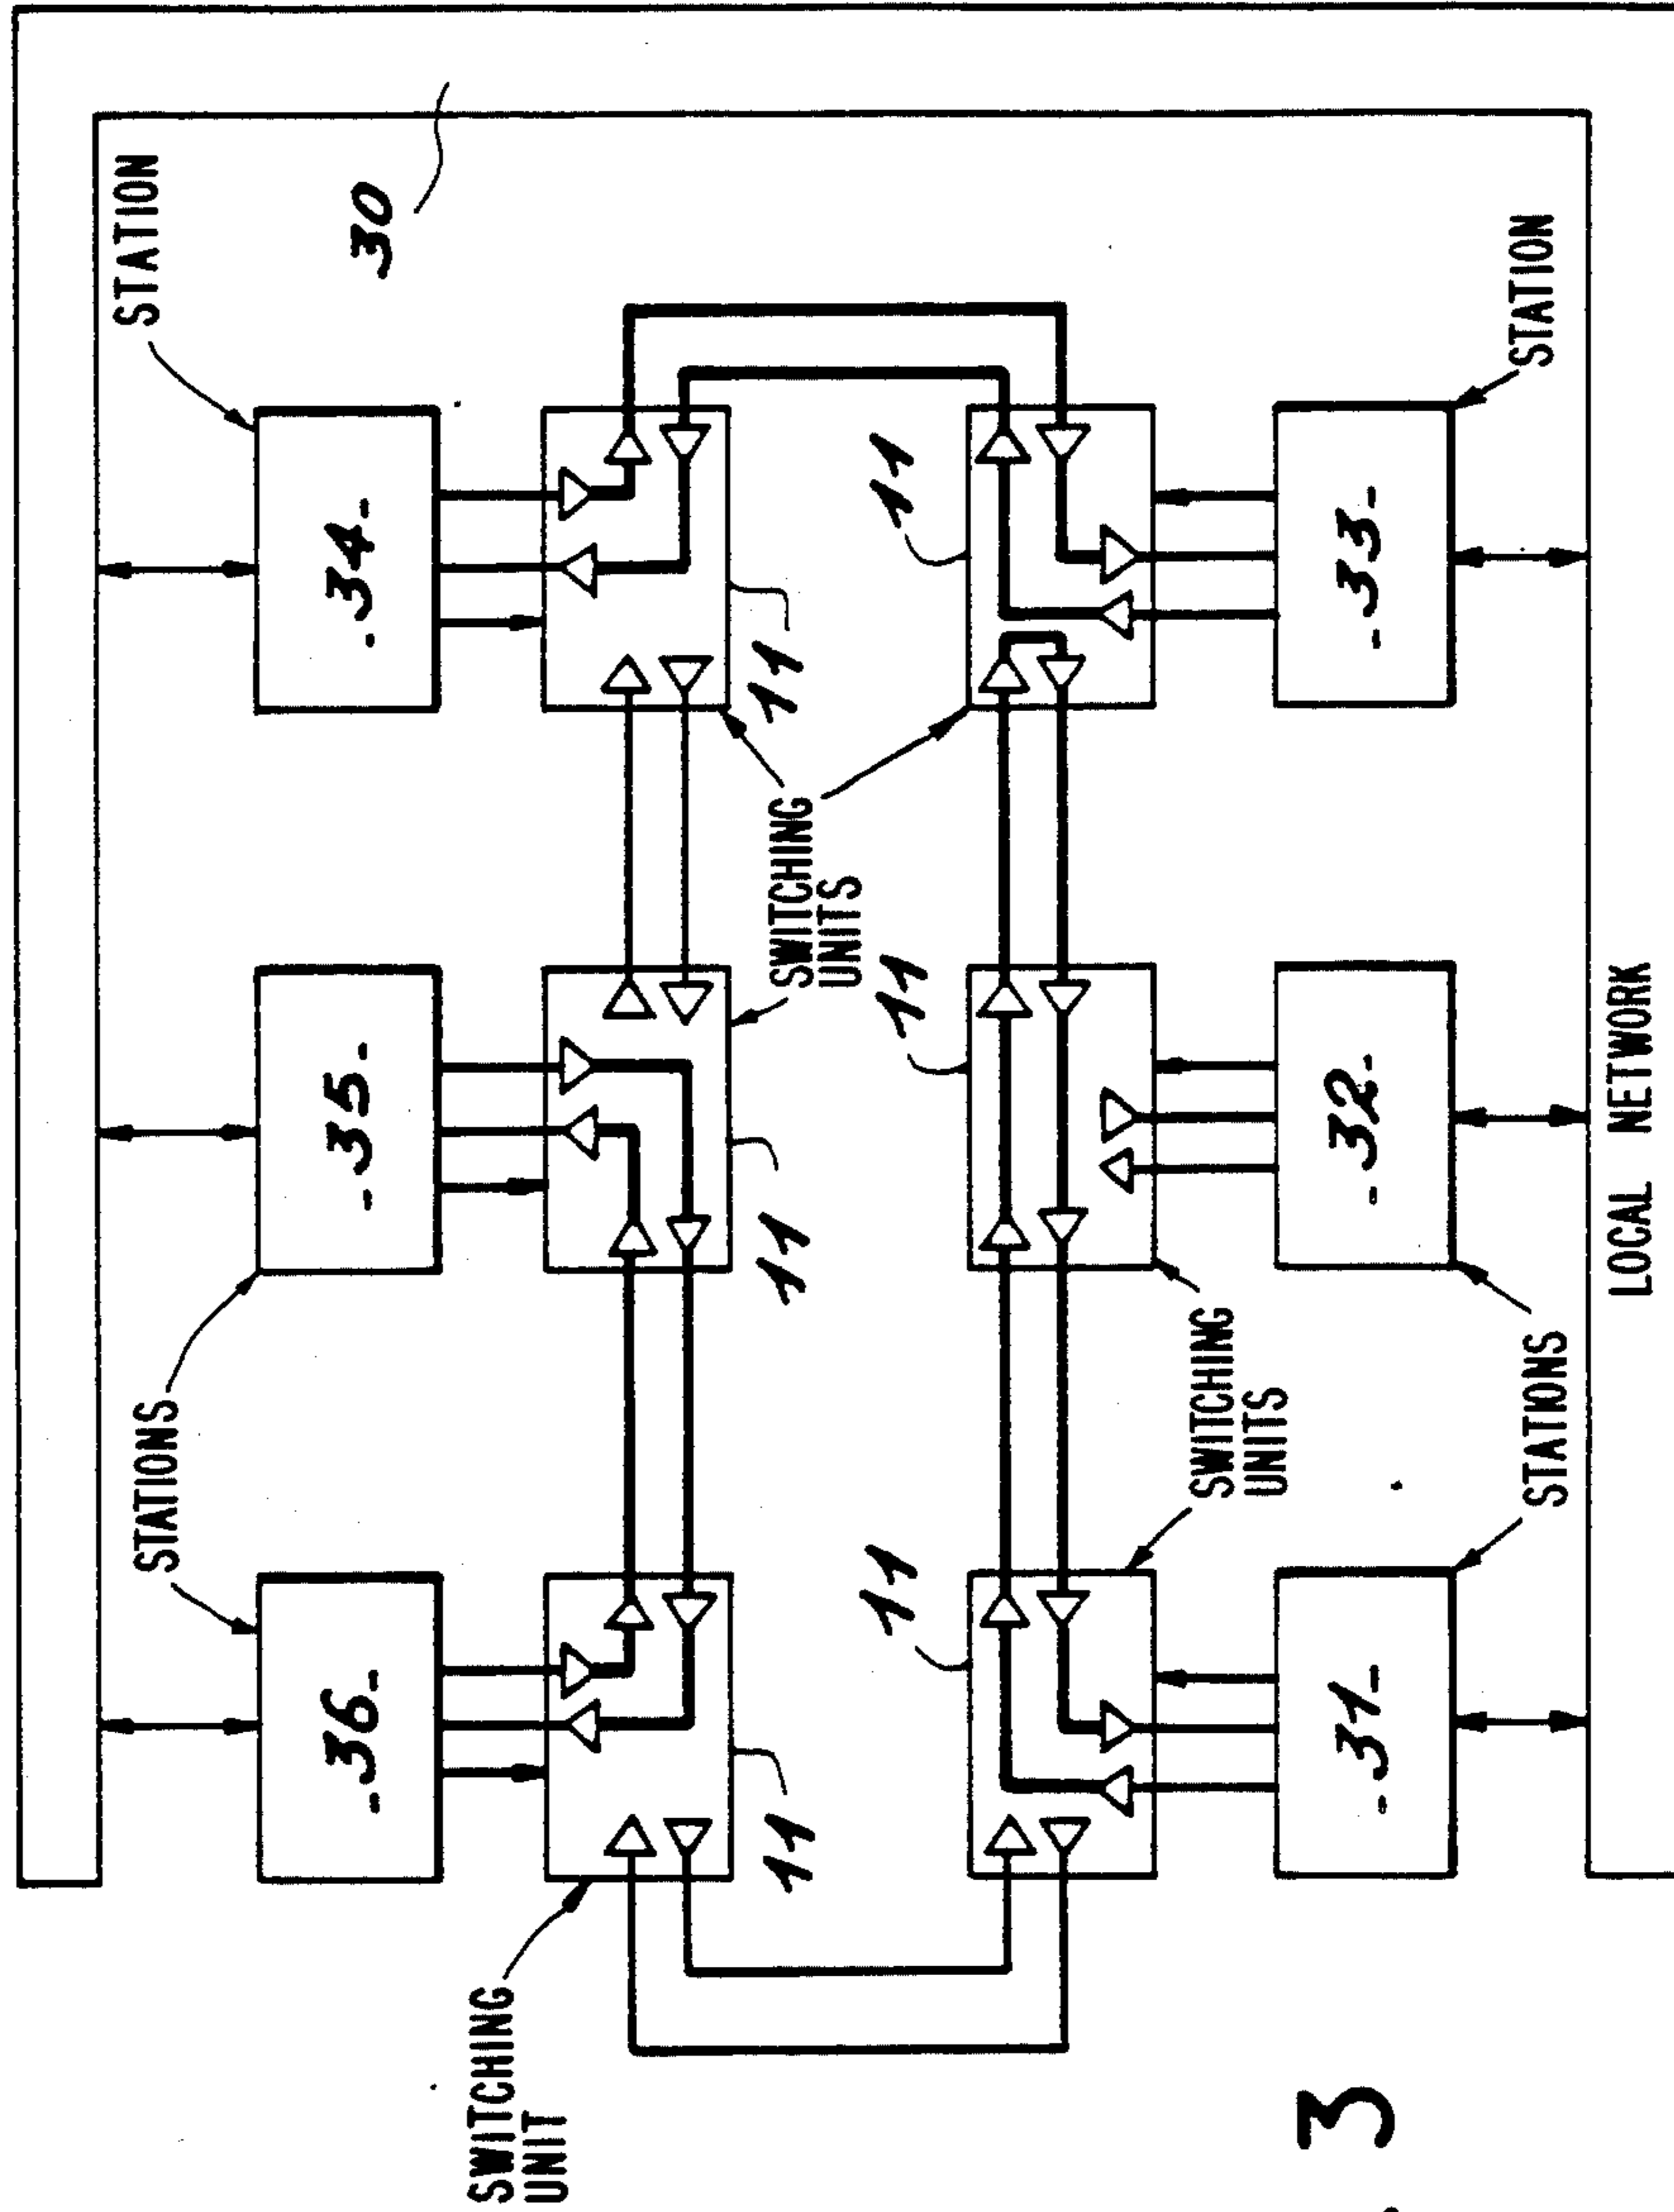 STATION
30
-34-
11
STATION
11
-33-
SWITCHING
UNITS
STATIONS
-35-
11
11
-32-
LOCAL NETWORK
SWITCHING
UNITS
STATIONS
-36-
11
11
-31-
SWITCHING
UNIT
3